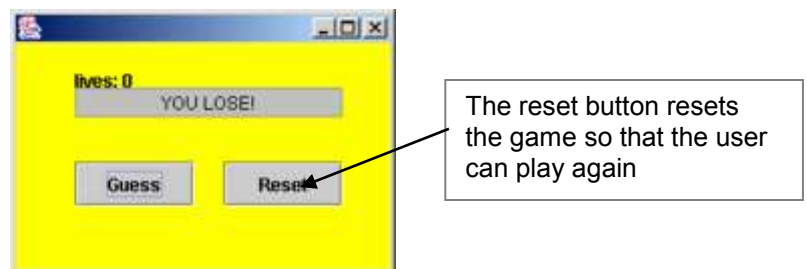 lives: 0
YOU LOSE!
Guess
Reset
The reset button resets
the game so that the user
can play again